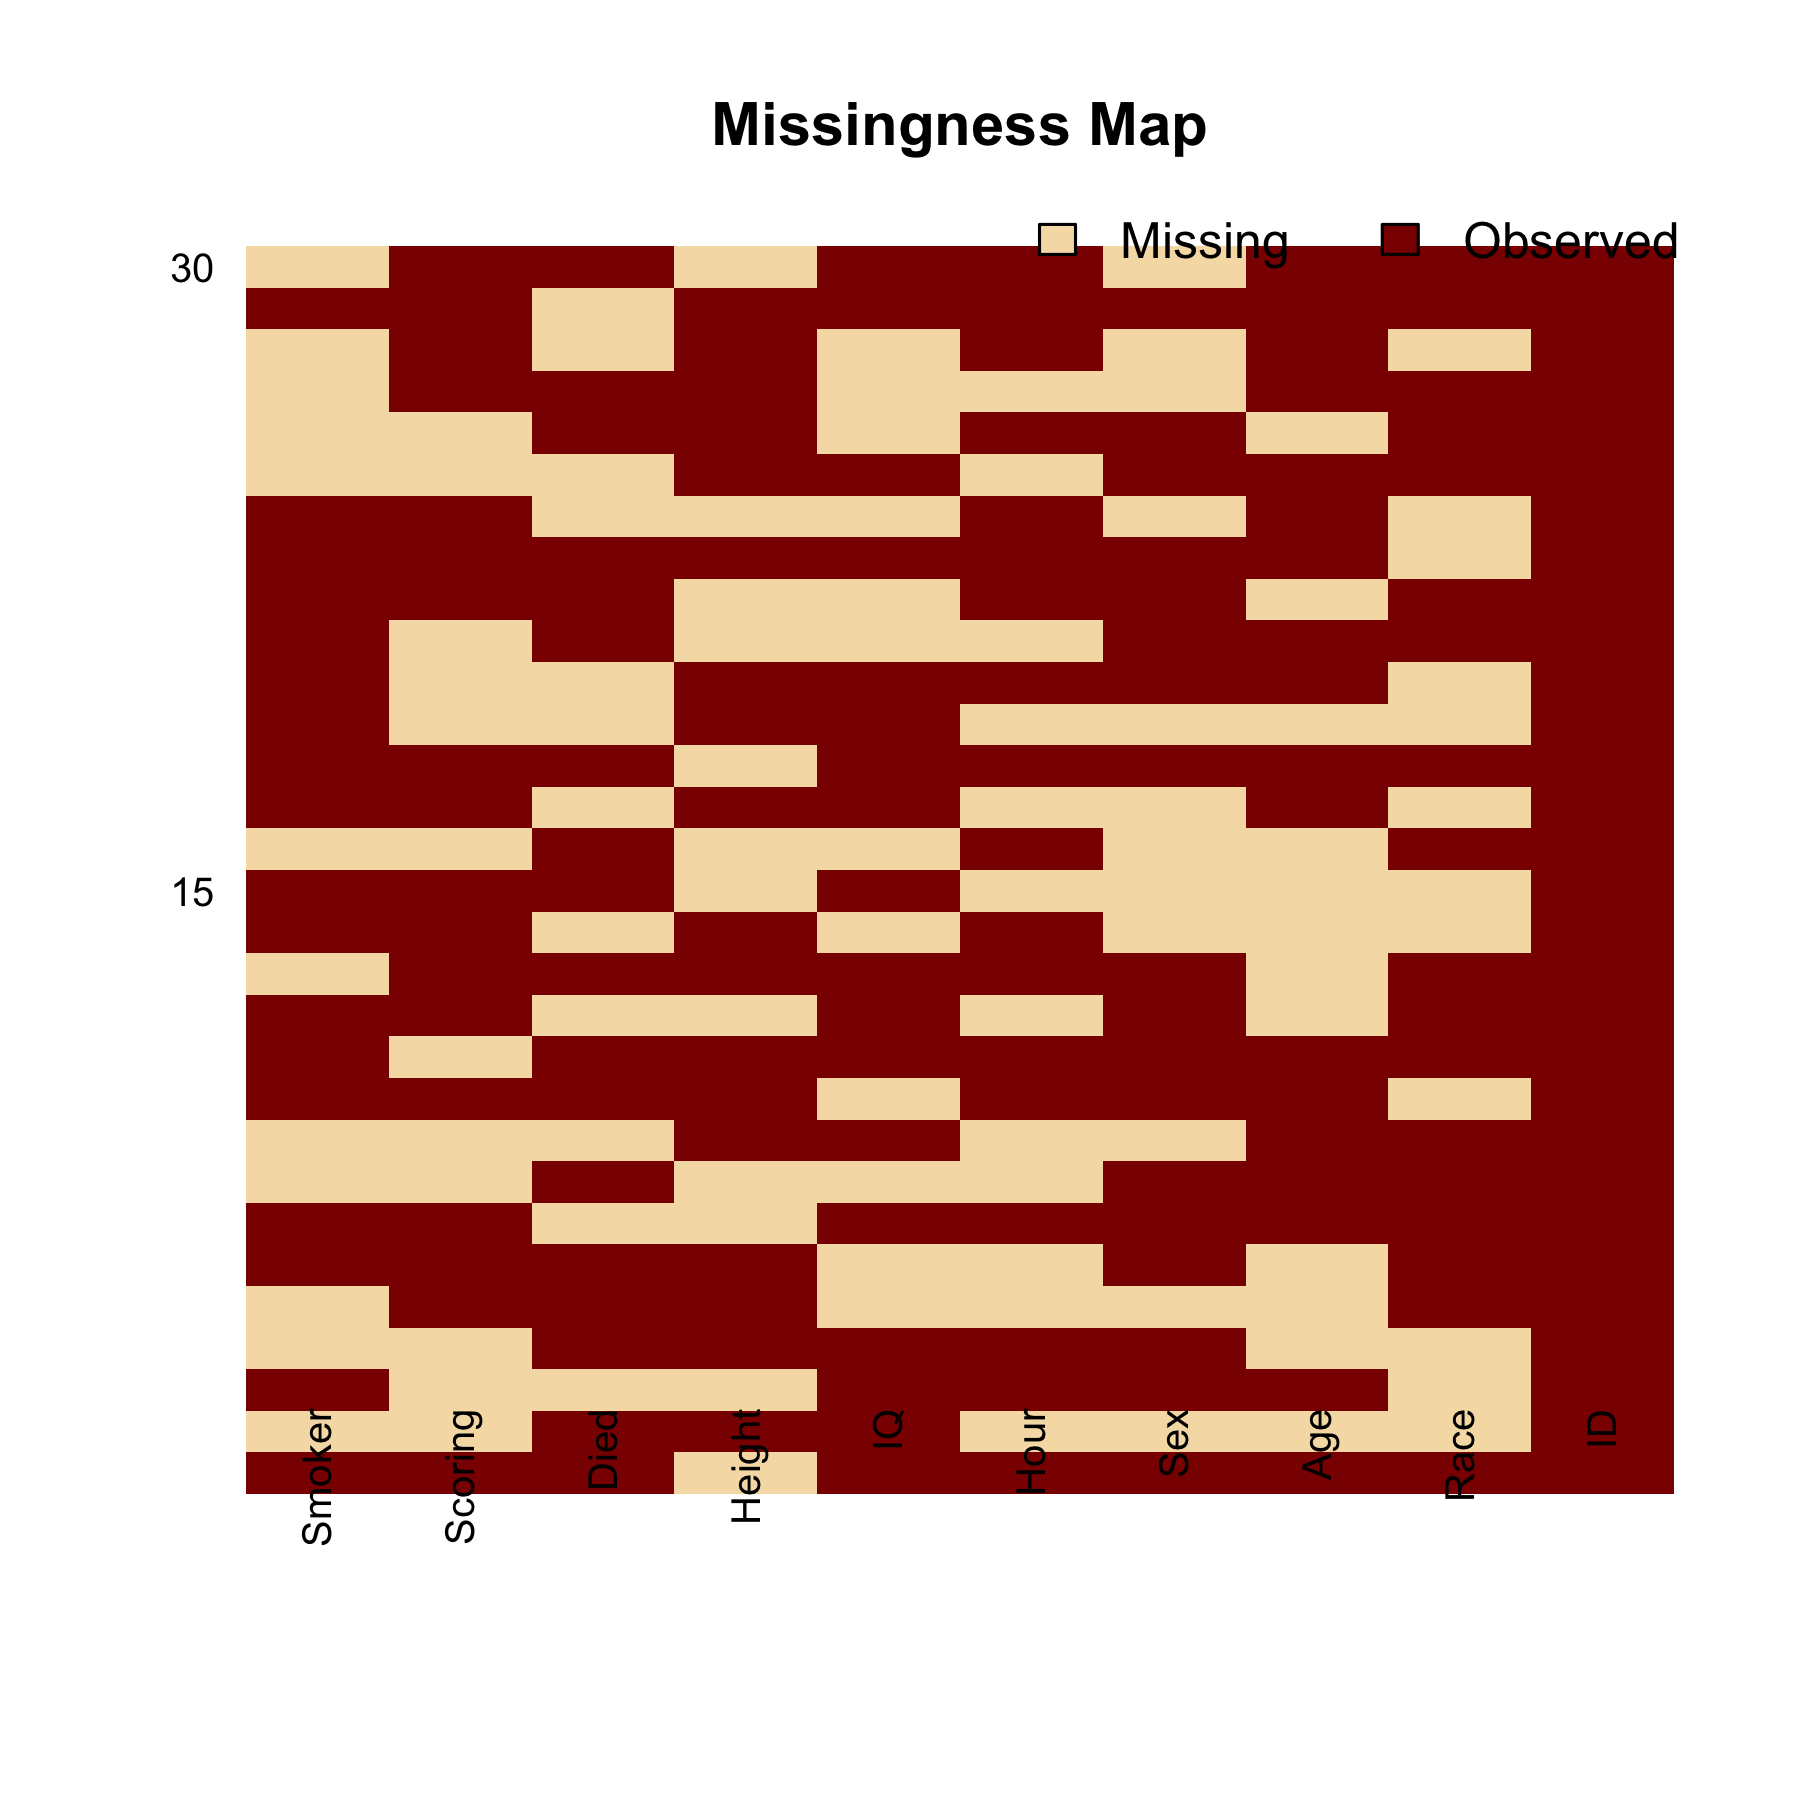 Missingness Map
Missing Observed
30
15
Smoker
Scoring
Died
Height
IQ
Hour
Sex
Age
Race
ID